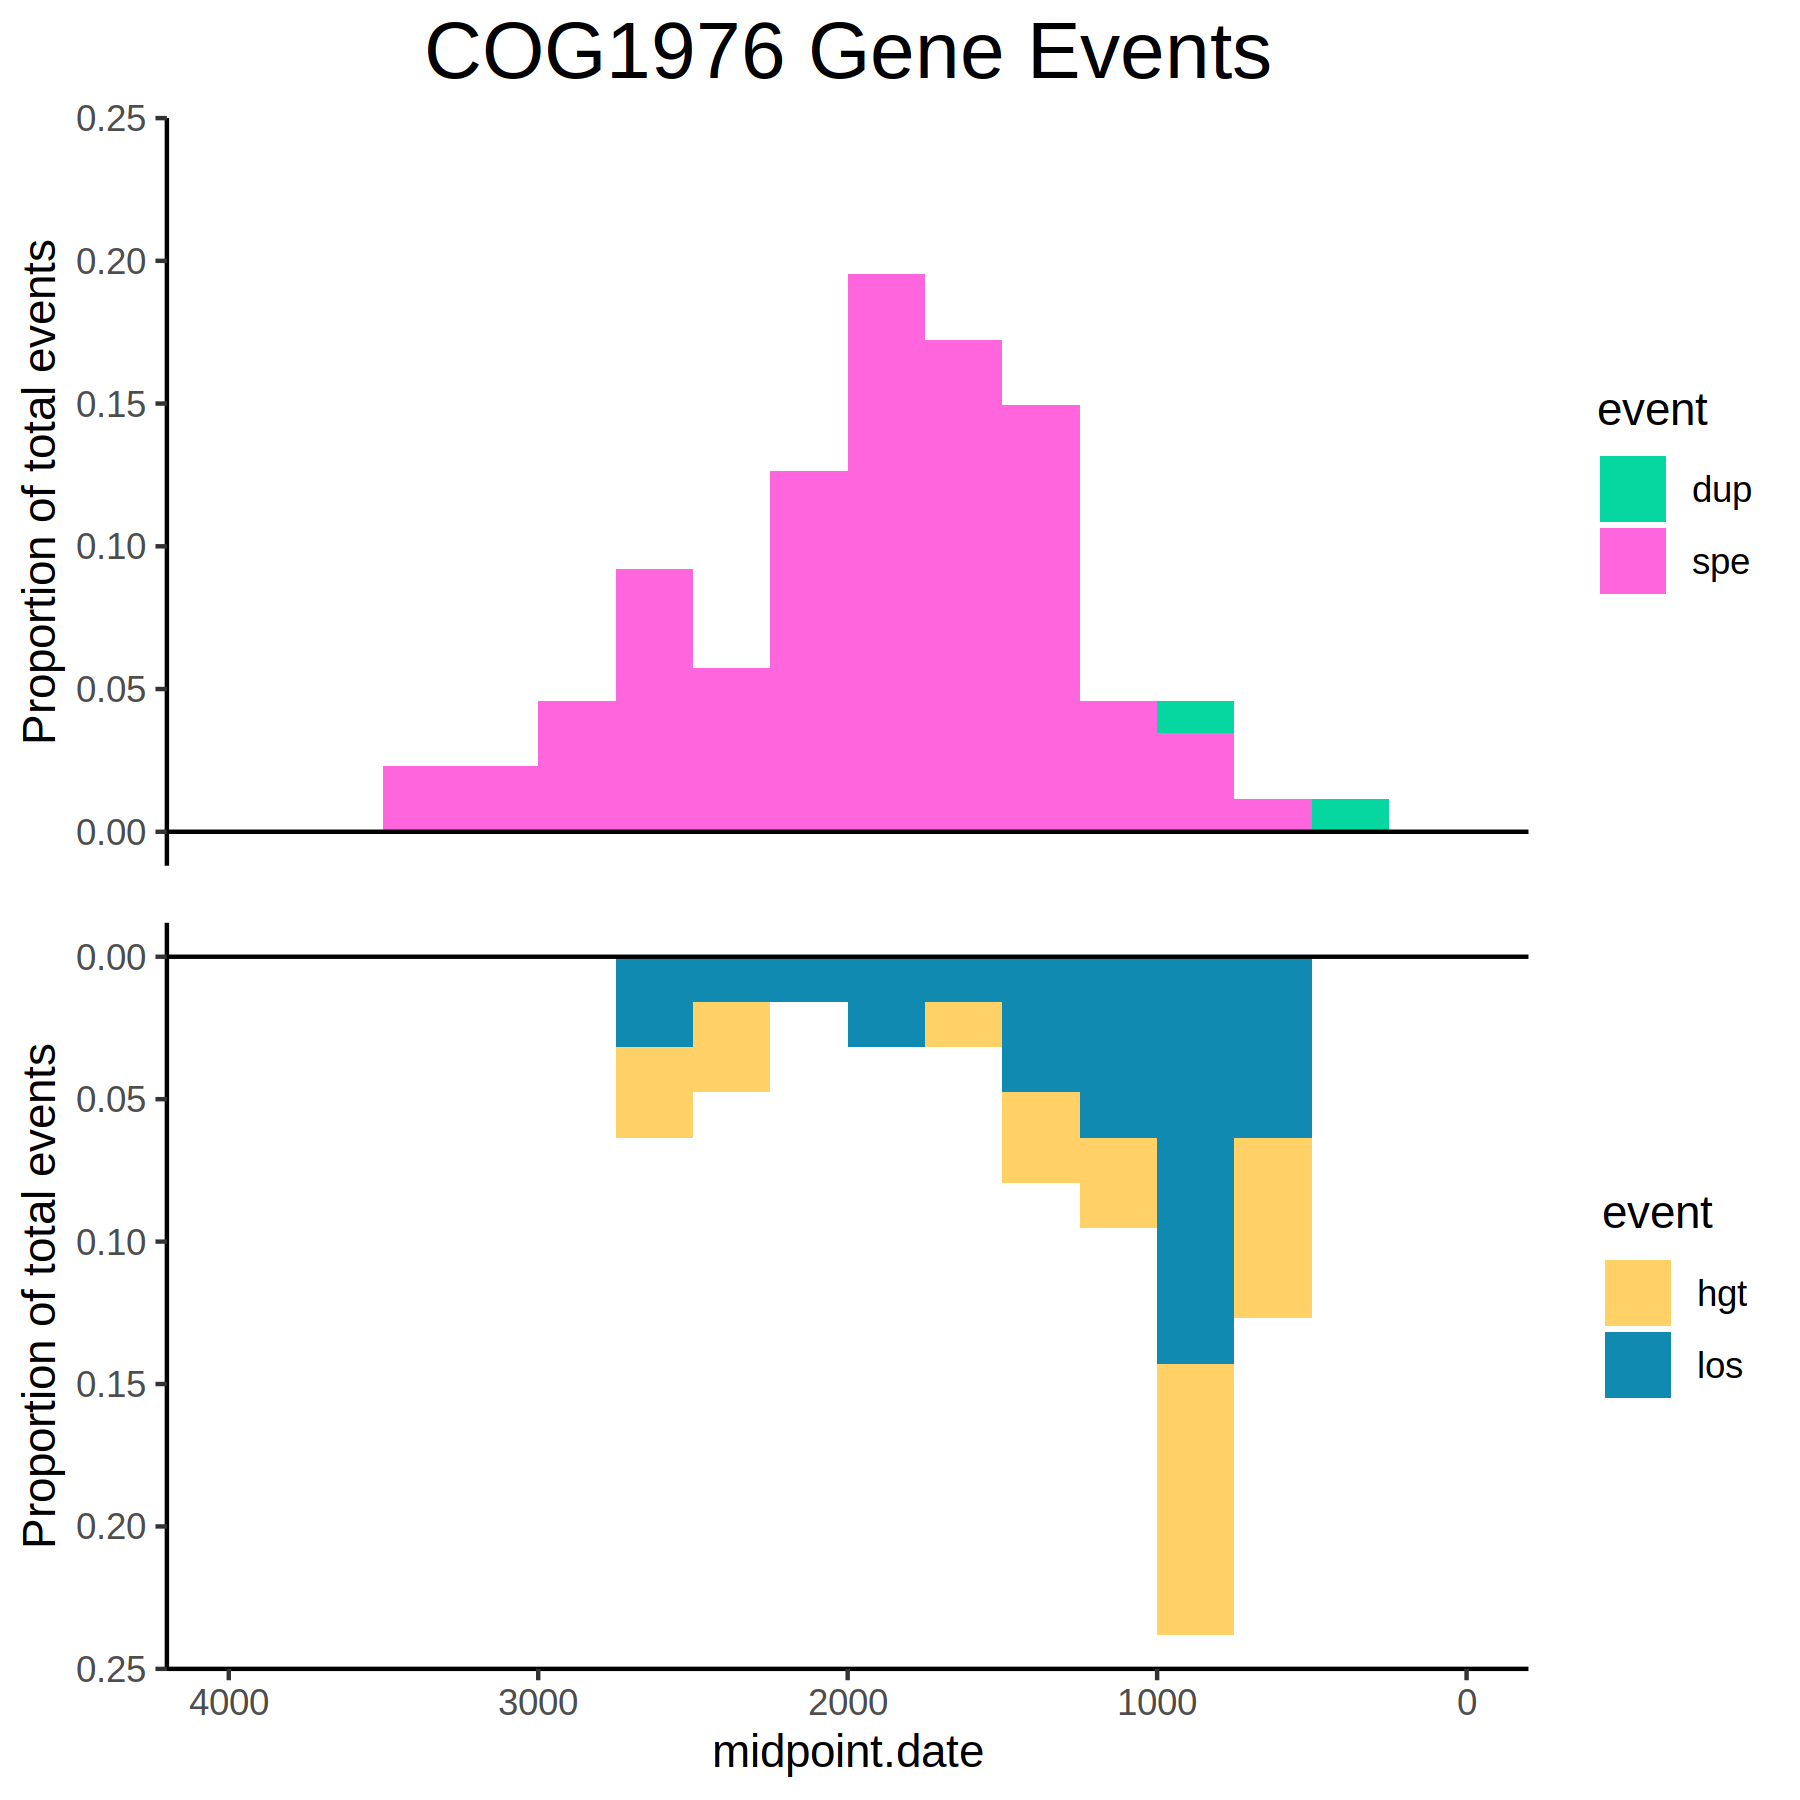 COG1976 Gene Events
Proportion of total events
0.25
0.20
0.15
0.10
0.05
0.00
event
dup
spe
Proportion of total events
0.00
0.05
0.10
0.15
0.20
0.25
event
hgt
los
4000 3000 2000 1000 0
midpoint.date